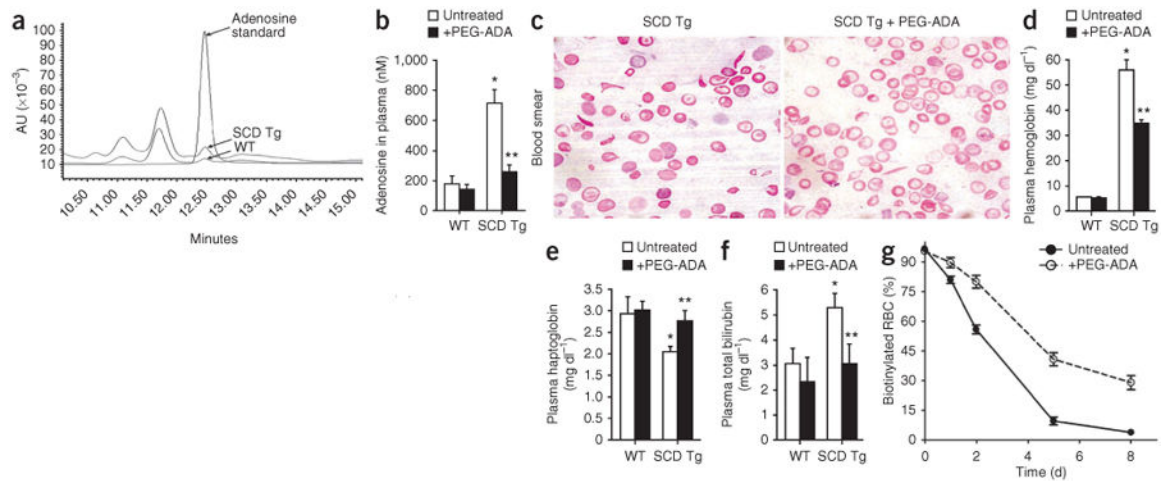 a
AU (×10⁻³)
100
90
80
70
60
50
40
30
20
10
Adenosine
standard
SCD Tg
WT
10.50
11.00
11.50
12.00
12.50
13.00
13.50
14.00
14.50
15.00
Minutes
b
Untreated
+PEG-ADA
Adenosine in plasma (nM)
1,000
800
600
400
200
0
*
**
WT SCD Tg
c
SCD Tg
SCD Tg + PEG-ADA
Blood smear
d
Untreated
+PEG-ADA
Plasma hemoglobin (mg dl⁻¹)
60
50
40
30
20
10
0
*
**
WT SCD Tg
e
Untreated
+PEG-ADA
Plasma haptoglobin
(mg dl⁻¹)
3.5
3.0
2.5
2.0
1.5
1.0
0.5
0
*
**
WT SCD Tg
f
Untreated
+PEG-ADA
Plasma total bilirubin
(mg dl⁻¹)
6
5
4
3
2
1
0
*
**
WT SCD Tg
g
Untreated
+PEG-ADA
Biotinylated RBC (%)
90
75
60
45
30
15
0
0 2 4 6 8
Time (d)